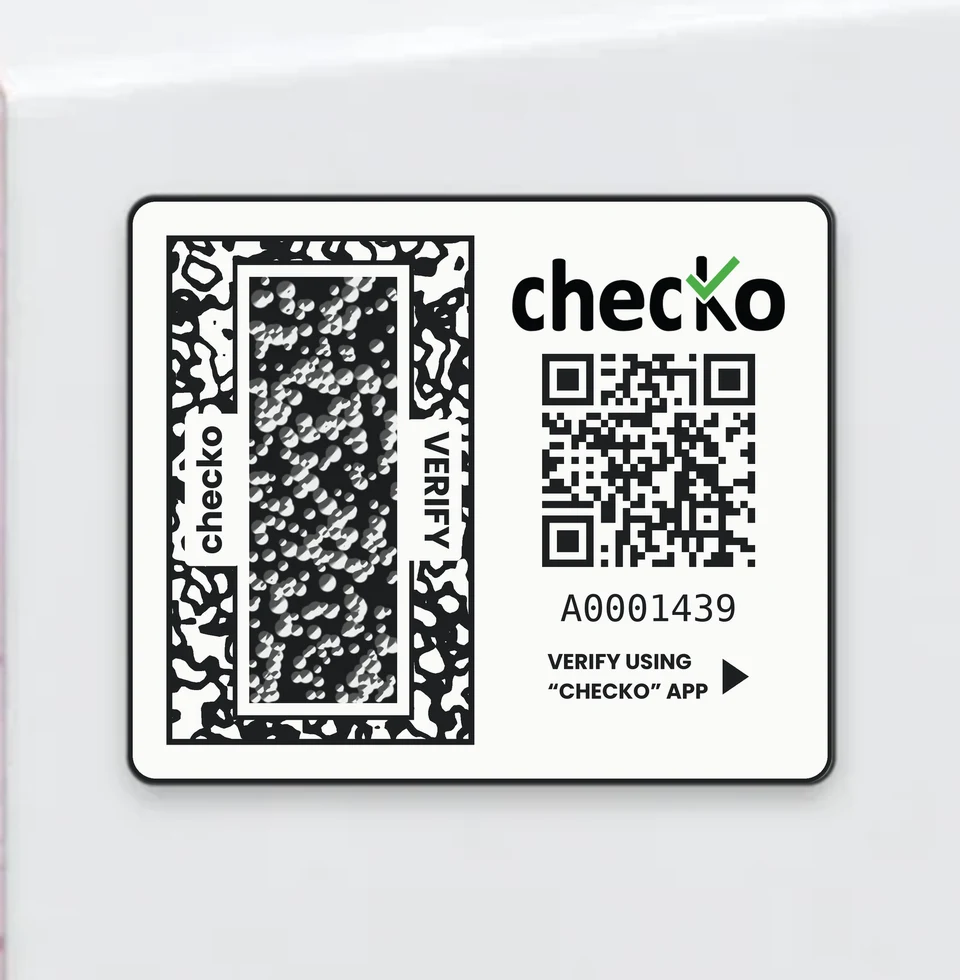 checko
VERIFY
checko
A0001439
VERIFY USING
“CHECKO” APP